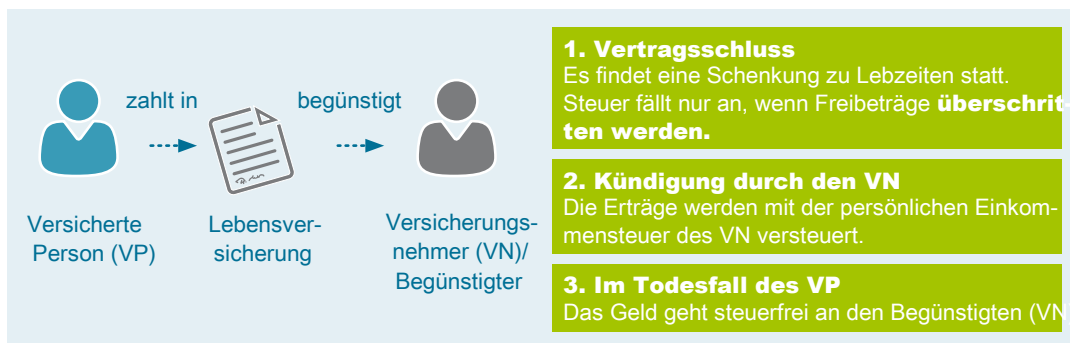 zahlt in
begünstigt
Versicherte
Person (VP)
Lebensver-
sicherung
Versicherungs-
nehmer (VN)/
Begünstigter
1. Vertragsschluss
Es findet eine Schenkung zu Lebzeiten statt.
Steuer fällt nur an, wenn Freibeträge überschrit-
ten werden.
2. Kündigung durch den VN
Die Erträge werden mit der persönlichen Einkom-
mensteuer des VN versteuert.
3. Im Todesfall des VP
Das Geld geht steuerfrei an den Begünstigten (VN)